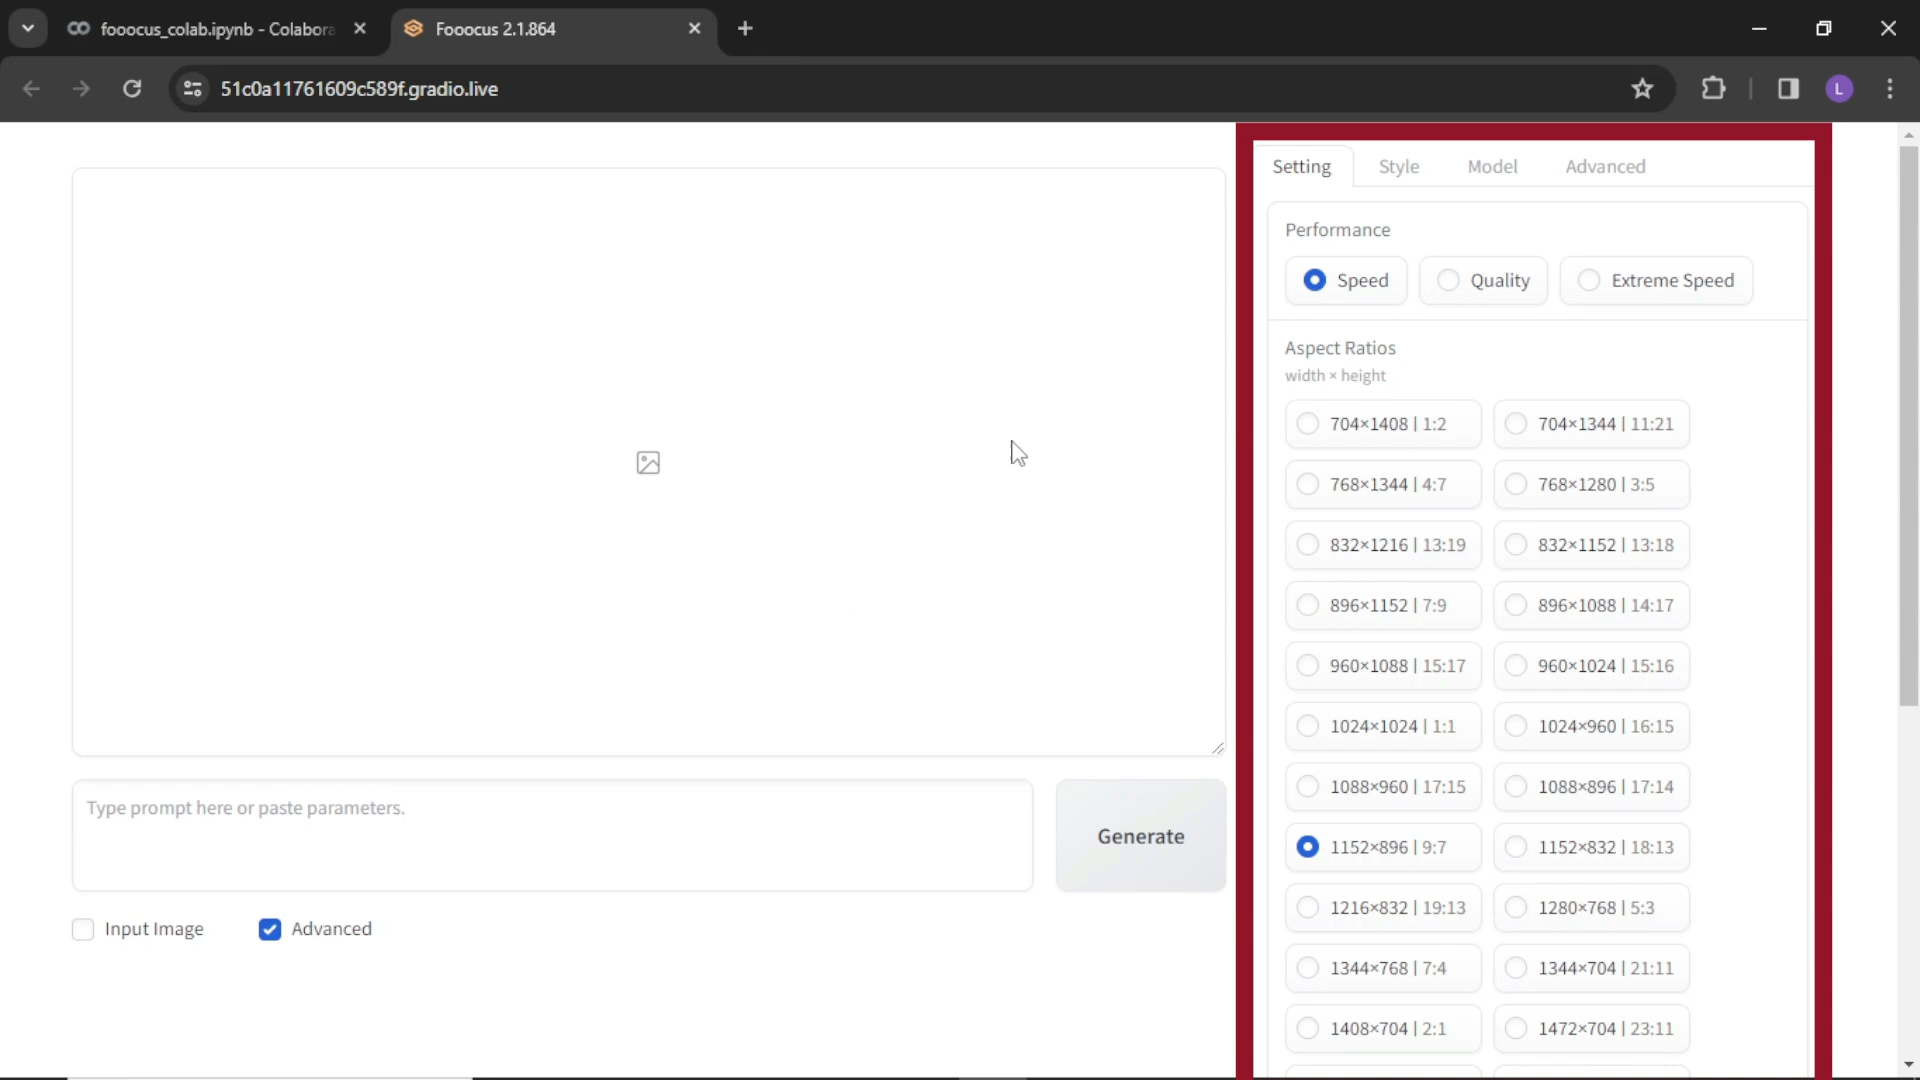 fooocus_colab.ipynb - Colabora
Fooocus 2.1.864
51c0a11761609c589f.gradio.live
L
Setting Style Model Advanced
Performance
Speed Quality Extreme Speed
Aspect Ratios
width × height
704×1408 | 1:2 704×1344 | 11:21
768×1344 | 4:7 768×1280 | 3:5
832×1216 | 13:19 832×1152 | 13:18
896×1152 | 7:9 896×1088 | 14:17
960×1088 | 15:17 960×1024 | 15:16
1024×1024 | 1:1 1024×960 | 16:15
1088×960 | 17:15 1088×896 | 17:14
1152×896 | 9:7 1152×832 | 18:13
1216×832 | 19:13 1280×768 | 5:3
1344×768 | 7:4 1344×704 | 21:11
1408×704 | 2:1 1472×704 | 23:11
Type prompt here or paste parameters.
Generate
Input Image Advanced